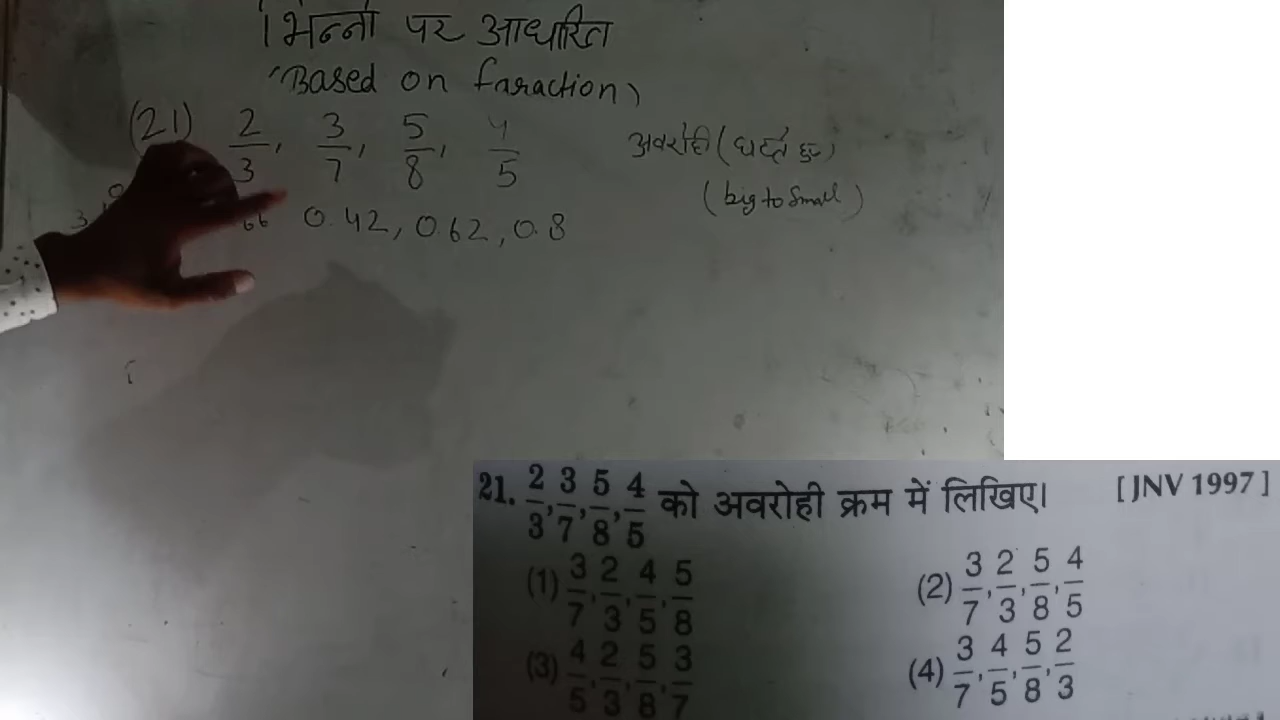 भिन्नो पर आधारित
(Based on faraction)
(21) 2/3, 3/7, 5/8, 4/5
अवरोही (घटते हुए)
(big to Small)
66 0.42, 0.62, 0.8
21. 2/3, 3/7, 5/8, 4/5 को अवरोही क्रम में लिखिए। [JNV 1997]
(1) 3/7, 2/3, 4/5, 5/8 (2) 3/7, 2/3, 5/8, 4/5
(3) 4/5, 2/3, 5/8, 3/7 (4) 3/7, 4/5, 5/8, 2/3